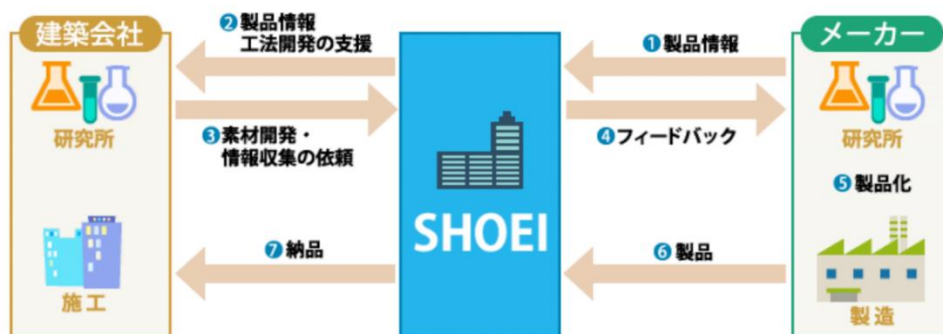 建築会社
研究所
施工
❷製品情報
工法開発の支援
❸素材開発・
情報収集の依頼
❼納品
SHOEI
❶製品情報
❹フィードバック
❻製品
メーカー
研究所
❺製品化
製造